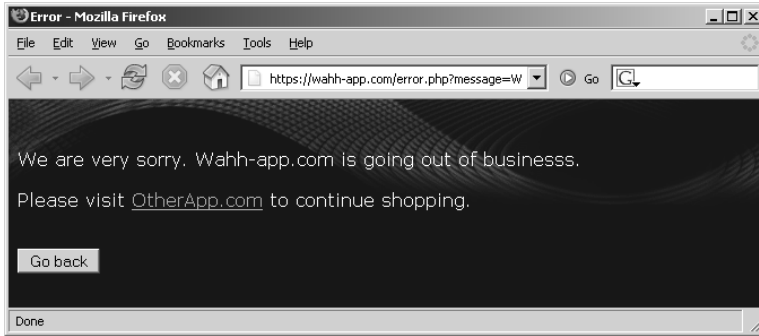 Error - Mozilla Firefox
File Edit View Go Bookmarks Tools Help
https://wahh-app.com/error.php?message=W Go G
We are very sorry. Wahh-app.com is going out of businesss.
Please visit OtherApp.com to continue shopping.
Go back
Done